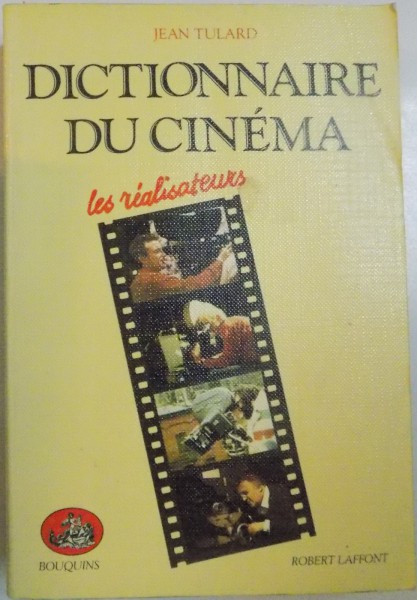 JEAN TULARD
DICTIONNAIRE
DU CINÉMA
les réalisateurs
BOUQUINS
ROBERT LAFFONT